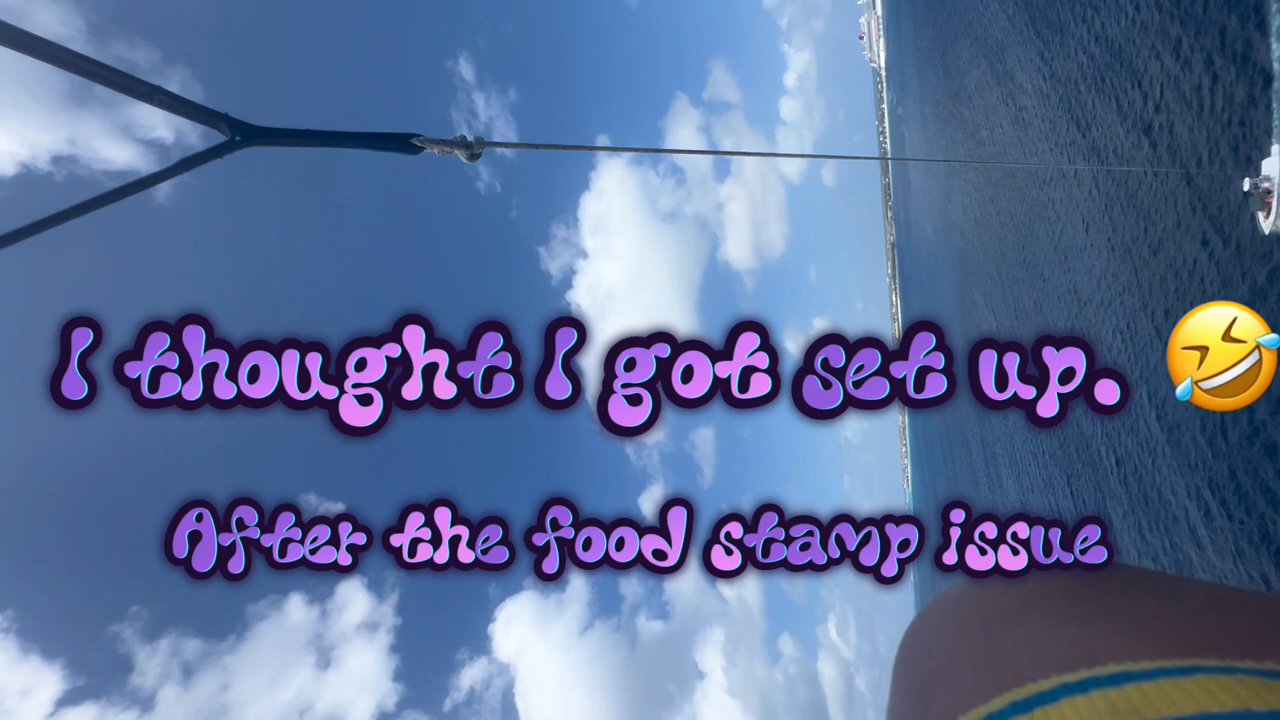 I thought I got set up. 🤣
After the food stamp issue